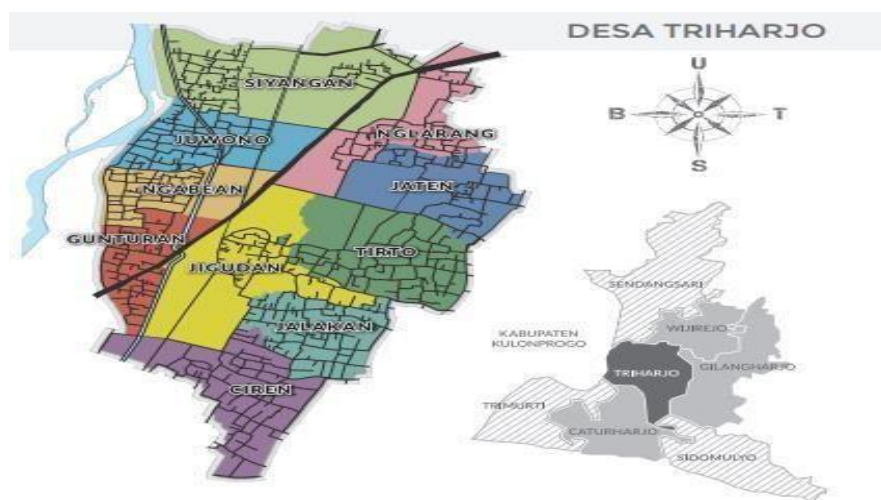 DESA TRIHARJO
U
B T
S
SIYANGAN
JUWONO
NGLARANG
NGABEAN
JATEN
GUNTURAN
TIRTO
JIGUDAN
JALAKAN
CIREN
SENDANGSARI
WIJIREJO
KABUPATEN
KULONPROGO
GILANGHARJO
TRIHARJO
TRIMURTI
CATURHARJO
SIDOMULYO